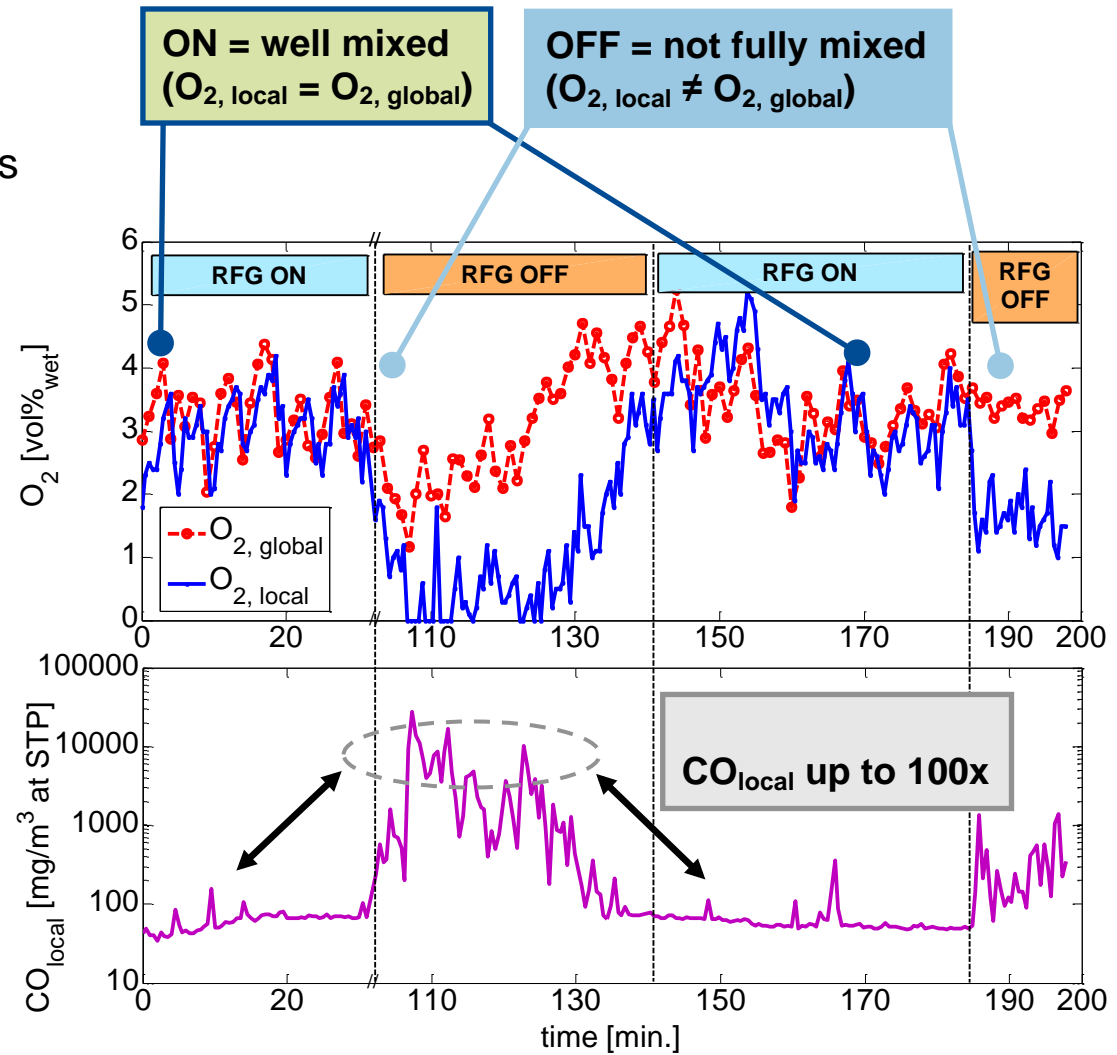 ON = well mixed
(O2, local = O2, global)
OFF = not fully mixed
(O2, local ≠ O2, global)
s
6
5
4
3
2
1
0
O2 [vol%wet]
RFG ON
RFG OFF
RFG ON
RFG
OFF
O2, global
O2, local
0
20
110
130
150
170
190
200
100000
10000
1000
100
10
COlocal [mg/m³ at STP]
COlocal up to 100x
0
20
110
130
150
170
190
200
time [min.]